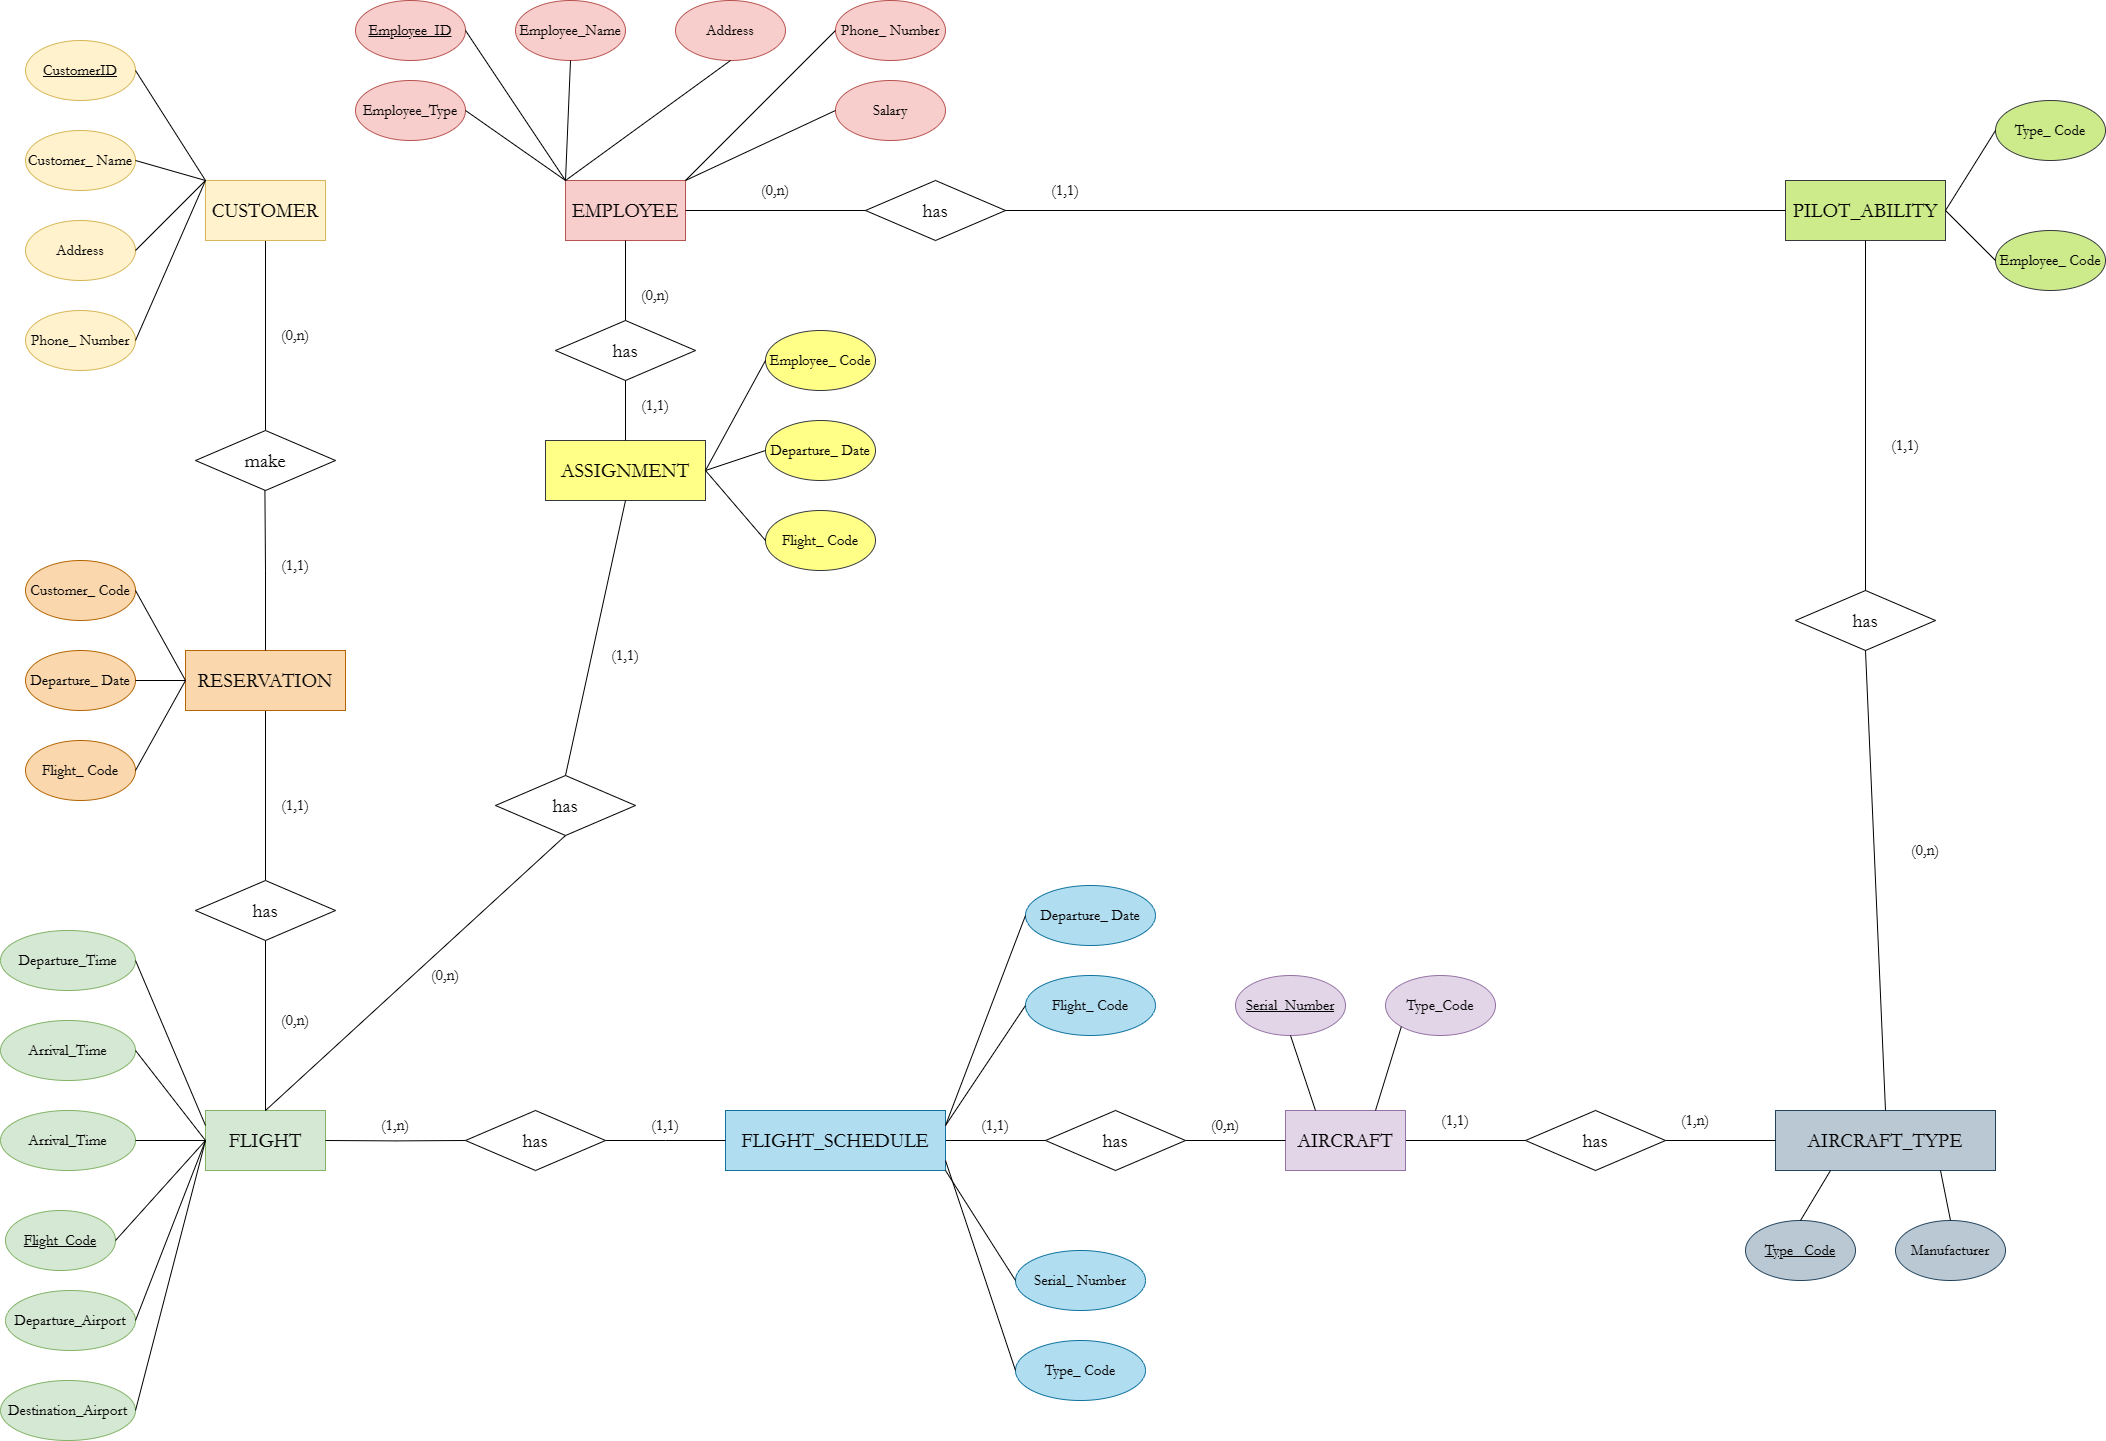 Employee_ID
Employee_Name
Address
Phone_ Number
CustomerID
Employee_Type
Salary
Type_ Code
Customer_ Name
CUSTOMER
EMPLOYEE
(0,n)
has
(1,1)
PILOT_ABILITY
Address
Employee_ Code
(0,n)
Phone_ Number
(0,n)
has
Employee_ Code
(1,1)
make
ASSIGNMENT
Departure_ Date
(1,1)
Flight_ Code
(1,1)
Customer_ Code
has
(1,1)
Departure_ Date
RESERVATION
Flight_ Code
(1,1)
has
(0,n)
has
Departure_ Date
Departure_Time
(0,n)
Flight_ Code
Serial_Number
Type_Code
(0,n)
Arrival_Time
Arrival_Time
FLIGHT
(1,n)
has
(1,1)
FLIGHT_SCHEDULE
(1,1)
has
(0,n)
AIRCRAFT
(1,1)
has
(1,n)
AIRCRAFT_TYPE
Flight_Code
Type_ Code
Manufacturer
Serial_ Number
Departure_Airport
Type_ Code
Destination_Airport